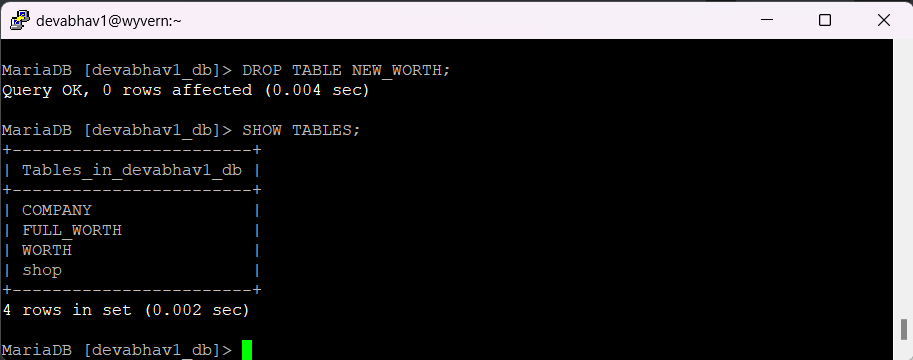 devabhav1@wyvern:~
MariaDB [devabhav1_db]> DROP TABLE NEW_WORTH;
Query OK, 0 rows affected (0.004 sec)
MariaDB [devabhav1_db]> SHOW TABLES;
+------------------------+
| Tables_in_devabhav1_db |
+------------------------+
| COMPANY                |
| FULL_WORTH             |
| WORTH                  |
| shop                   |
+------------------------+
4 rows in set (0.002 sec)
MariaDB [devabhav1_db]>